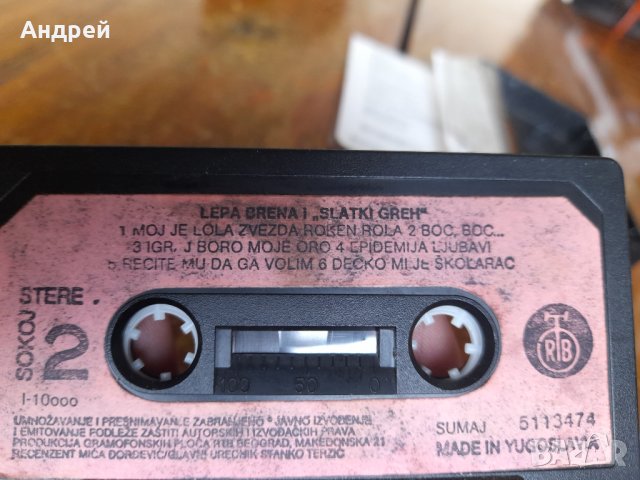 Андрей
LEPA BRENA I „SLATKI GREH"
1 MOJ JE LOLA ZVEZDA ROKEN ROLA 2 BOC, BOC...
3 IGRAJ BORO MOJE ORO 4 EPIDEMIJA LJUBAVI
5 RECITE MU DA GA VOLIM 6 DEČKO MI JE ŠKOLARAC
STERE
SOKOJ
2
RTB
100 50 0
I-10000
SUMAJ 5113474
MADE IN YUGOSLAVIA
UMNOŽAVANJE I PRESNIMAVANJE ZABRANJENO * JAVNO IZVOĐENJE
I EMITOVANJE PODLEŽE ZAŠTITI AUTORSKIH I IZVOĐAČKIH PRAVA
PRODUKCIJA GRAMOFONSKIH PLOČA RTB BEOGRAD, MAKEDONSKA 21
RECENZENT MIĆA ĐORĐEVIĆ/GLAVNI UREDNIK STANKO TERZIĆ
BAZAR